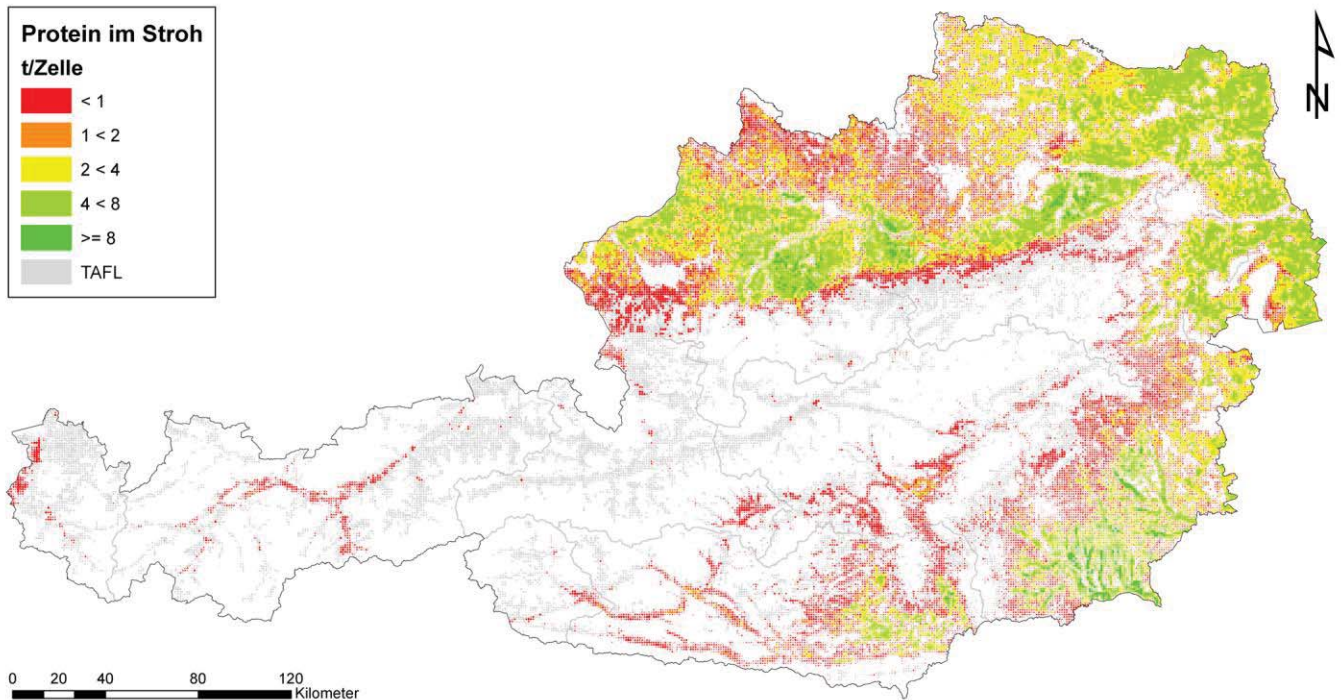 Protein im Stroh
t/Zelle
< 1
1 < 2
2 < 4
4 < 8
>= 8
TAFL
N
0 20 40 80 120
Kilometer